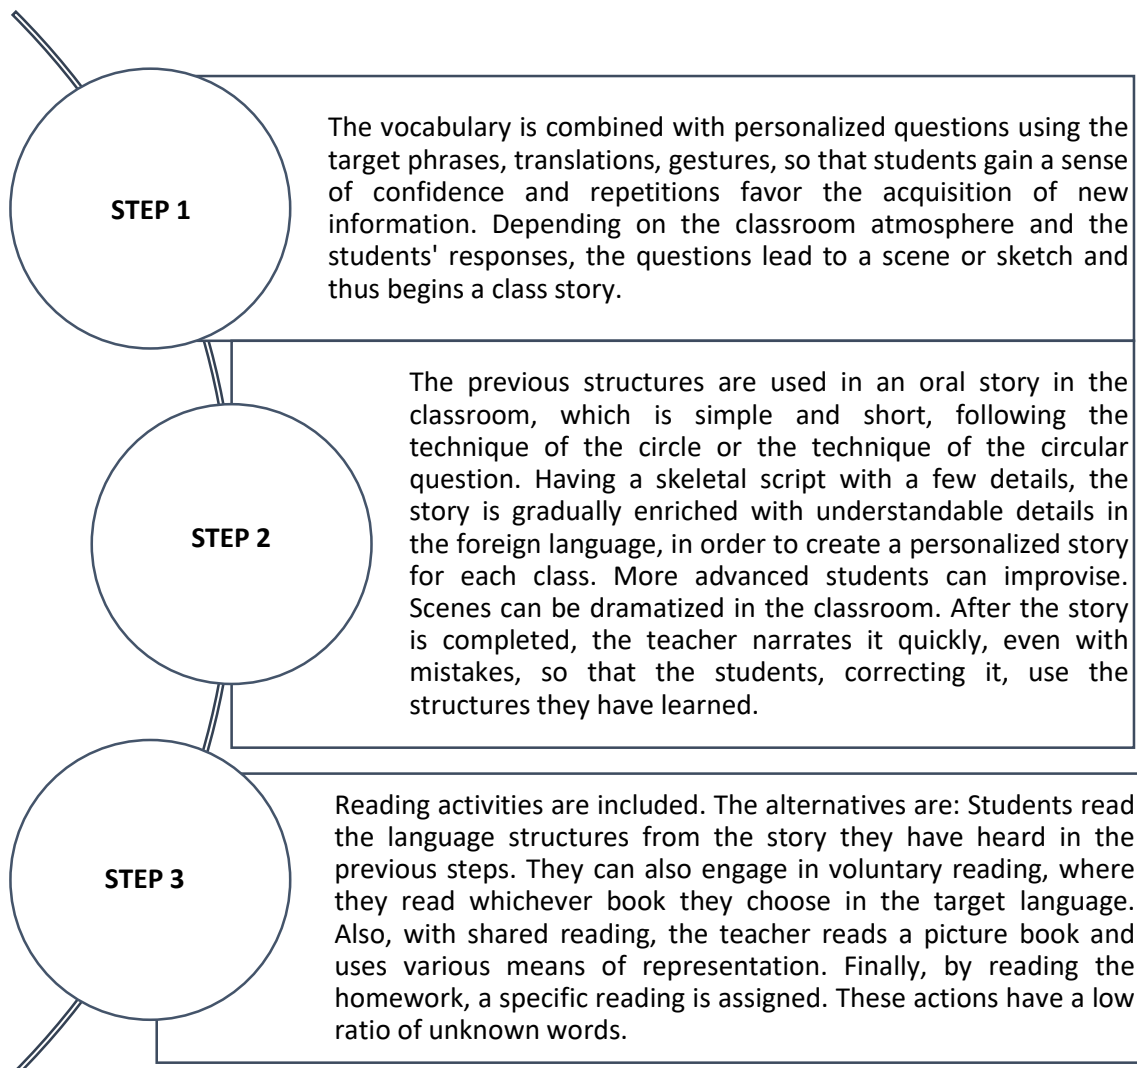 STEP 1
The vocabulary is combined with personalized questions using the
target phrases, translations, gestures, so that students gain a sense
of confidence and repetitions favor the acquisition of new
information. Depending on the classroom atmosphere and the
students' responses, the questions lead to a scene or sketch and
thus begins a class story.
STEP 2
The previous structures are used in an oral story in the
classroom, which is simple and short, following the
technique of the circle or the technique of the circular
question. Having a skeletal script with a few details, the
story is gradually enriched with understandable details in
the foreign language, in order to create a personalized story
for each class. More advanced students can improvise.
Scenes can be dramatized in the classroom. After the story
is completed, the teacher narrates it quickly, even with
mistakes, so that the students, correcting it, use the
structures they have learned.
STEP 3
Reading activities are included. The alternatives are: Students read
the language structures from the story they have heard in the
previous steps. They can also engage in voluntary reading, where
they read whichever book they choose in the target language.
Also, with shared reading, the teacher reads a picture book and
uses various means of representation. Finally, by reading the
homework, a specific reading is assigned. These actions have a low
ratio of unknown words.